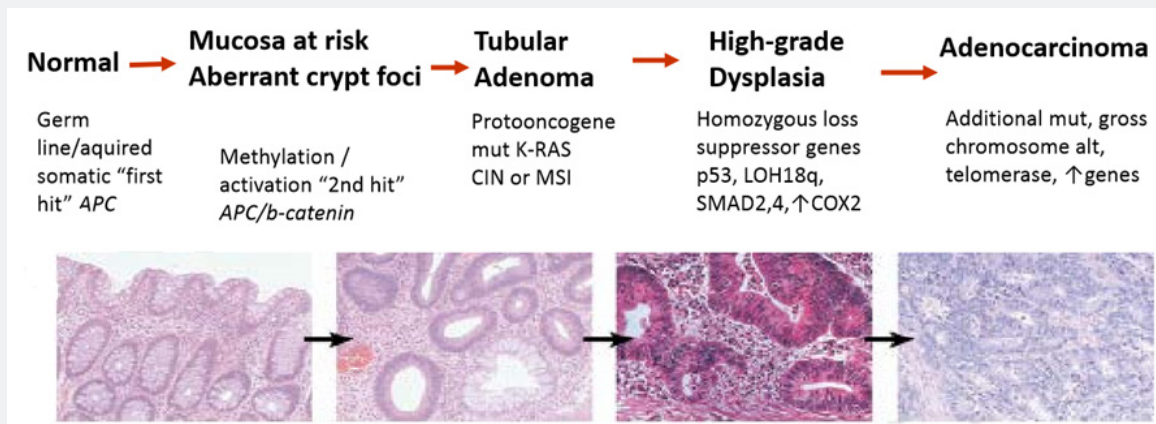 Normal
Mucosa at risk
Aberrant crypt foci
Tubular
Adenoma
High-grade
Dysplasia
Adenocarcinoma
Germ
line/aquired
somatic “first
hit” APC
Methylation /
activation “2nd hit”
APC/b-catenin
Protooncogene
mut K-RAS
CIN or MSI
Homozygous loss
suppressor genes
p53, LOH18q,
SMAD2,4,↑COX2
Additional mut, gross
chromosome alt,
telomerase, ↑genes